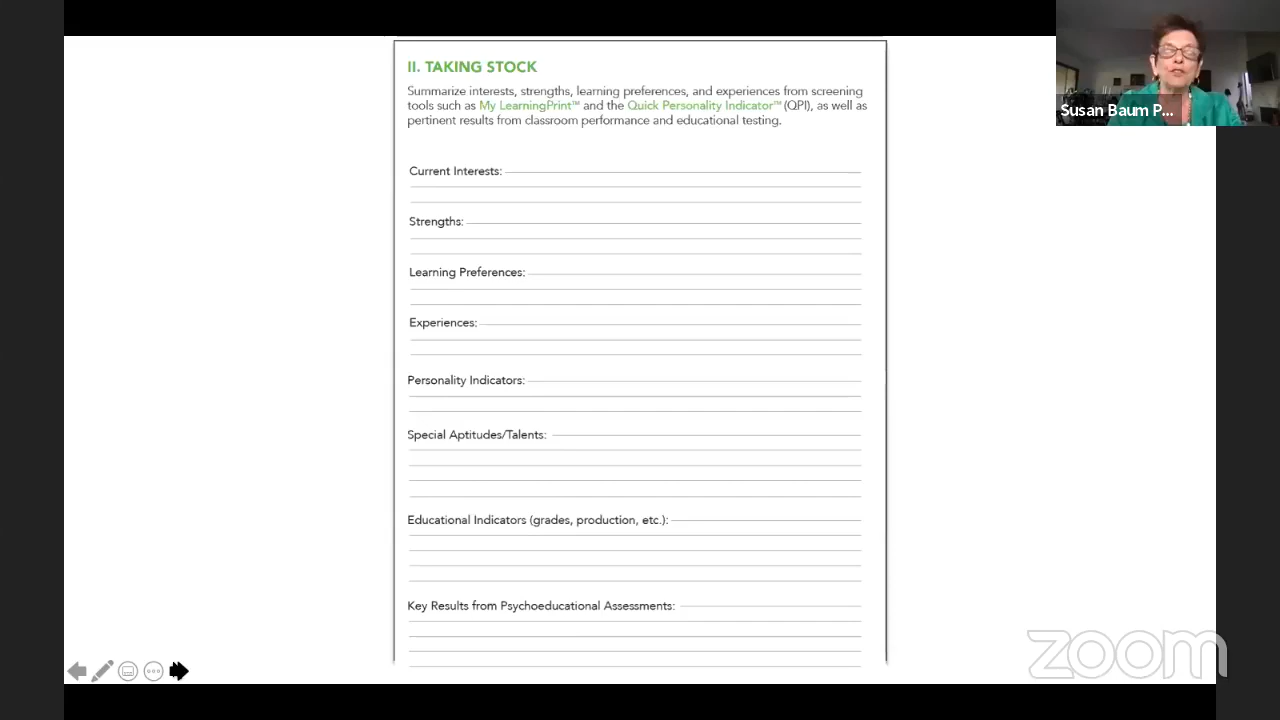 II. TAKING STOCK
Summarize interests, strengths, learning preferences, and experiences from screening
tools such as My LearningPrint™ and the Quick Personality Indicator™ (QPI), as well as
pertinent results from classroom performance and educational testing.
Susan Baum P...
Current Interests:
Strengths:
Learning Preferences:
Experiences:
Personality Indicators:
Special Aptitudes/Talents:
Educational Indicators (grades, production, etc.):
Key Results from Psychoeducational Assessments:
zoom